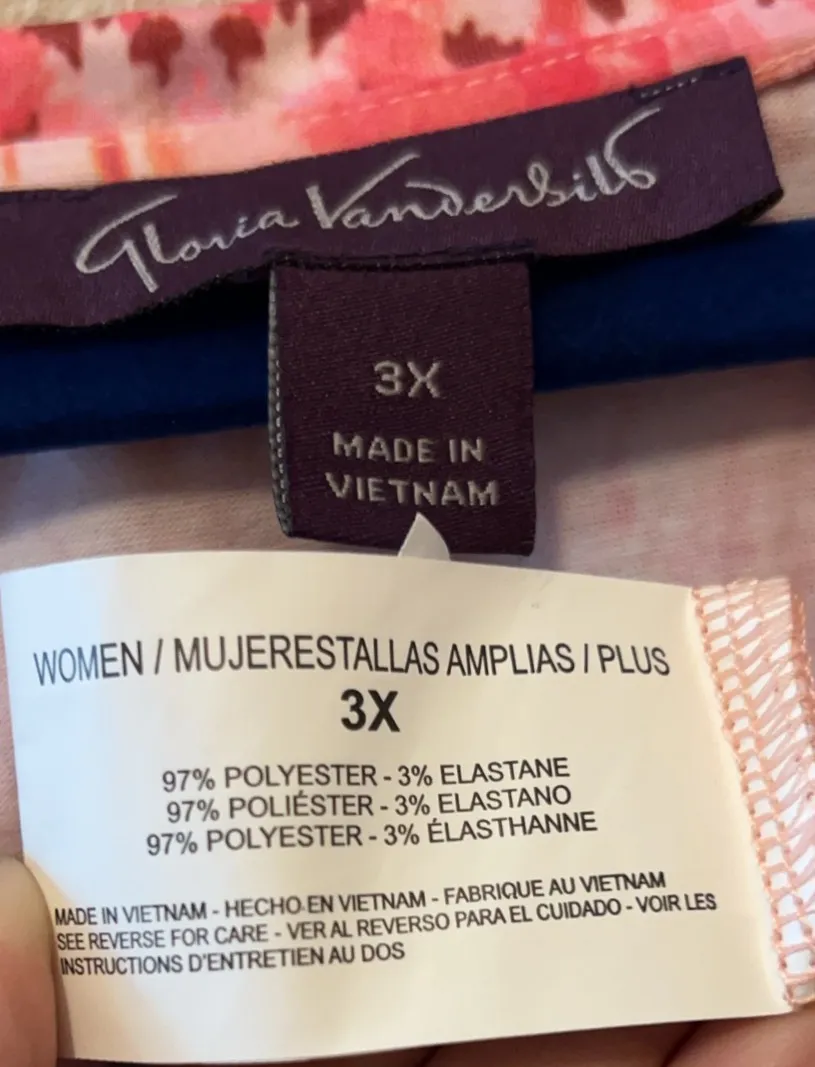 Gloria Vanderbilt
3X
MADE IN
VIETNAM
WOMEN / MUJERESTALLAS AMPLIAS / PLUS
3X
97% POLYESTER - 3% ELASTANE
97% POLIÉSTER - 3% ELASTANO
97% POLYESTER - 3% ÉLASTHANNE
MADE IN VIETNAM - HECHO EN VIETNAM - FABRIQUE AU VIETNAM
SEE REVERSE FOR CARE - VER AL REVERSO PARA EL CUIDADO - VOIR LES
INSTRUCTIONS D'ENTRETIEN AU DOS